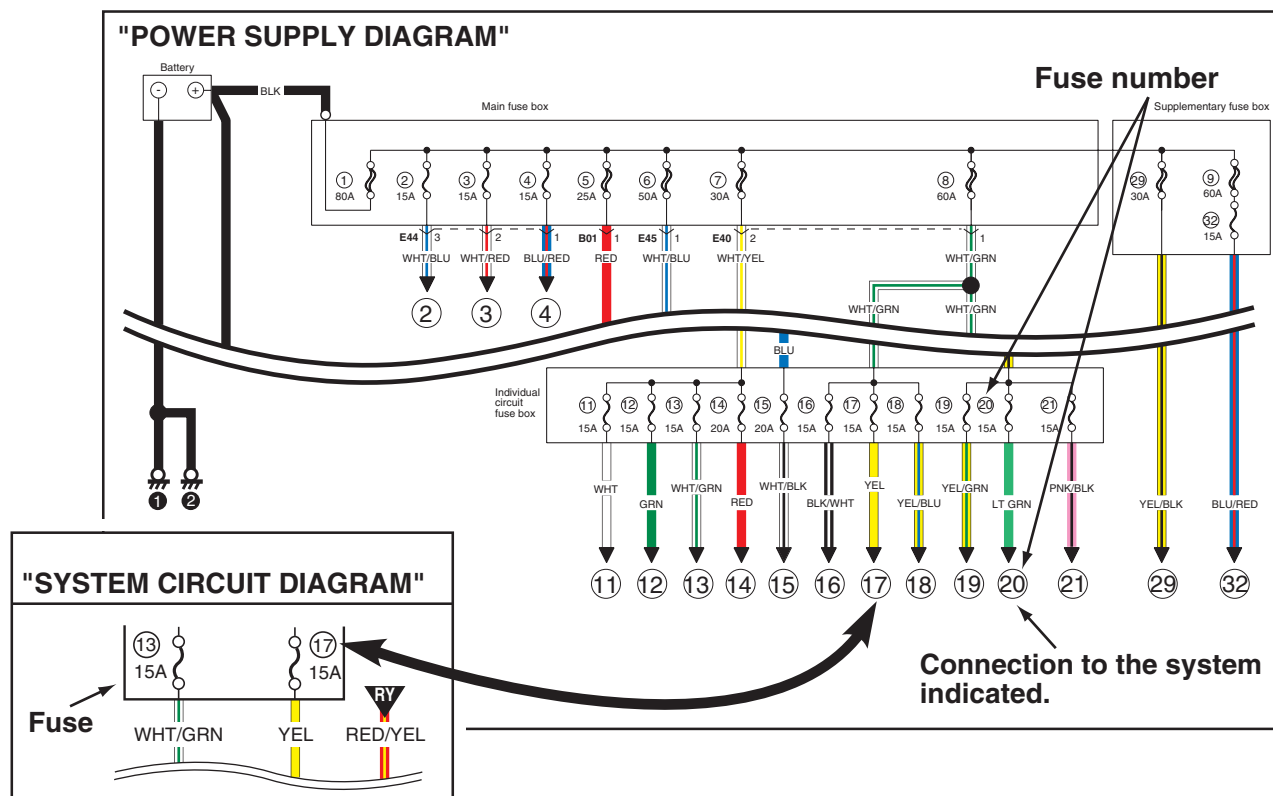 "POWER SUPPLY DIAGRAM"
Battery
- +
BLK
Main fuse box
Fuse number
Supplementary fuse box
1 2 3 4 5 6 7 8 29 9
80A 15A 15A 15A 25A 50A 30A 60A 30A 60A
32
15A
E44 3 2 1 B01 1 E45 1 E40 2 1
WHT/BLU WHT/RED BLU/RED RED WHT/BLU WHT/YEL WHT/GRN
2 3 4
WHT/GRN WHT/GRN
BLU
Individual
circuit
fuse box
11 12 13 14 15 16 17 18 19 20 21
15A 15A 15A 20A 20A 15A 15A 15A 15A 15A 15A
WHT WHT/GRN WHT/BLK YEL YEL/GRN PNK/BLK
GRN RED BLK/WHT YEL/BLU LT GRN YEL/BLK BLU/RED
1 2
11 12 13 14 15 16 17 18 19 20 21 29 32
"SYSTEM CIRCUIT DIAGRAM"
13 17
15A 15A
Fuse
RY
WHT/GRN YEL RED/YEL
Connection to the system
indicated.